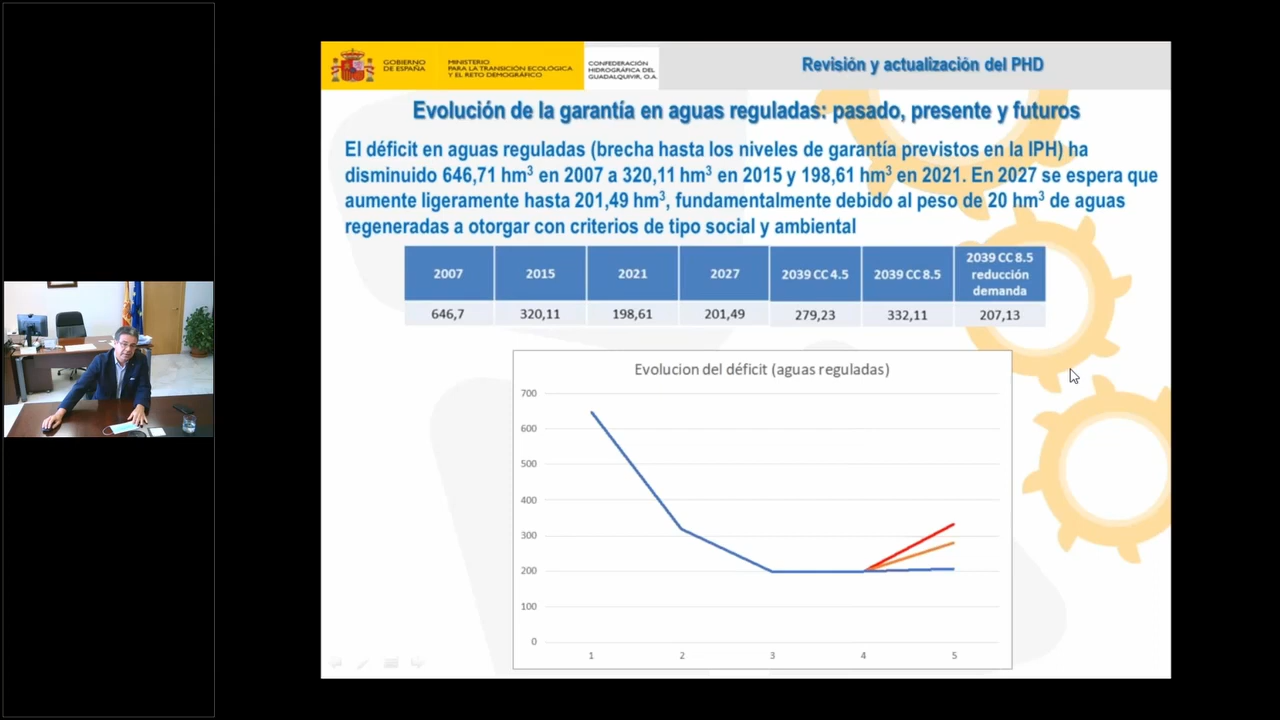 GOBIERNO
DE ESPAÑA
MINISTERIO
PARA LA TRANSICIÓN ECOLÓGICA
Y EL RETO DEMOGRÁFICO
CONFEDERACIÓN
HIDROGRÁFICA DEL
GUADALQUIVIR, O.A.
Revisión y actualización del PHD
Evolución de la garantía en aguas reguladas: pasado, presente y futuros
El déficit en aguas reguladas (brecha hasta los niveles de garantía previstos en la IPH) ha
disminuido 646,71 hm³ en 2007 a 320,11 hm³ en 2015 y 198,61 hm³ en 2021. En 2027 se espera que
aumente ligeramente hasta 201,49 hm³, fundamentalmente debido al peso de 20 hm³ de aguas
regeneradas a otorgar con criterios de tipo social y ambiental
2007 2015 2021 2027 2039 CC 4.5 2039 CC 8.5 2039 CC 8.5 reducción demanda
646,7 320,11 198,61 201,49 279,23 332,11 207,13
Evolucion del déficit (aguas reguladas)
700
600
500
400
300
200
100
0
1 2 3 4 5